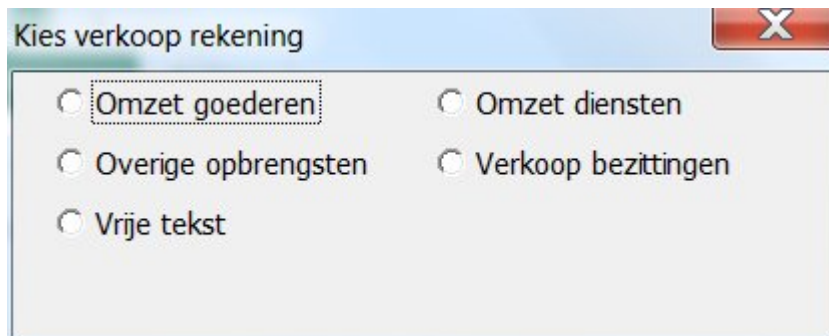 Kies verkoop rekening
Omzet goederen Omzet diensten
Overige opbrengsten Verkoop bezittingen
Vrije tekst